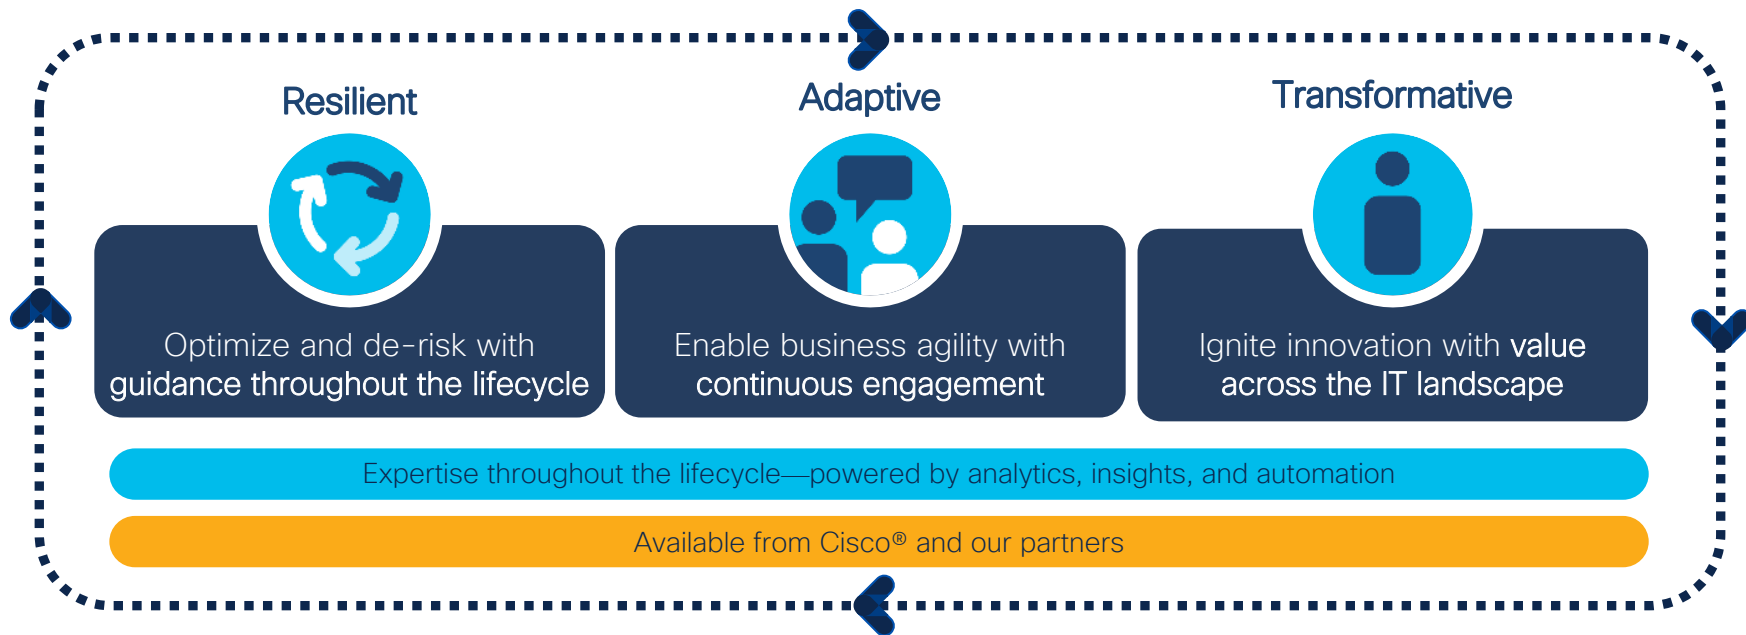 Resilient
Adaptive
Transformative
Optimize and de-risk with
guidance throughout the lifecycle
Enable business agility with
continuous engagement
Ignite innovation with value
across the IT landscape
Expertise throughout the lifecycle—powered by analytics, insights, and automation
Available from Cisco® and our partners